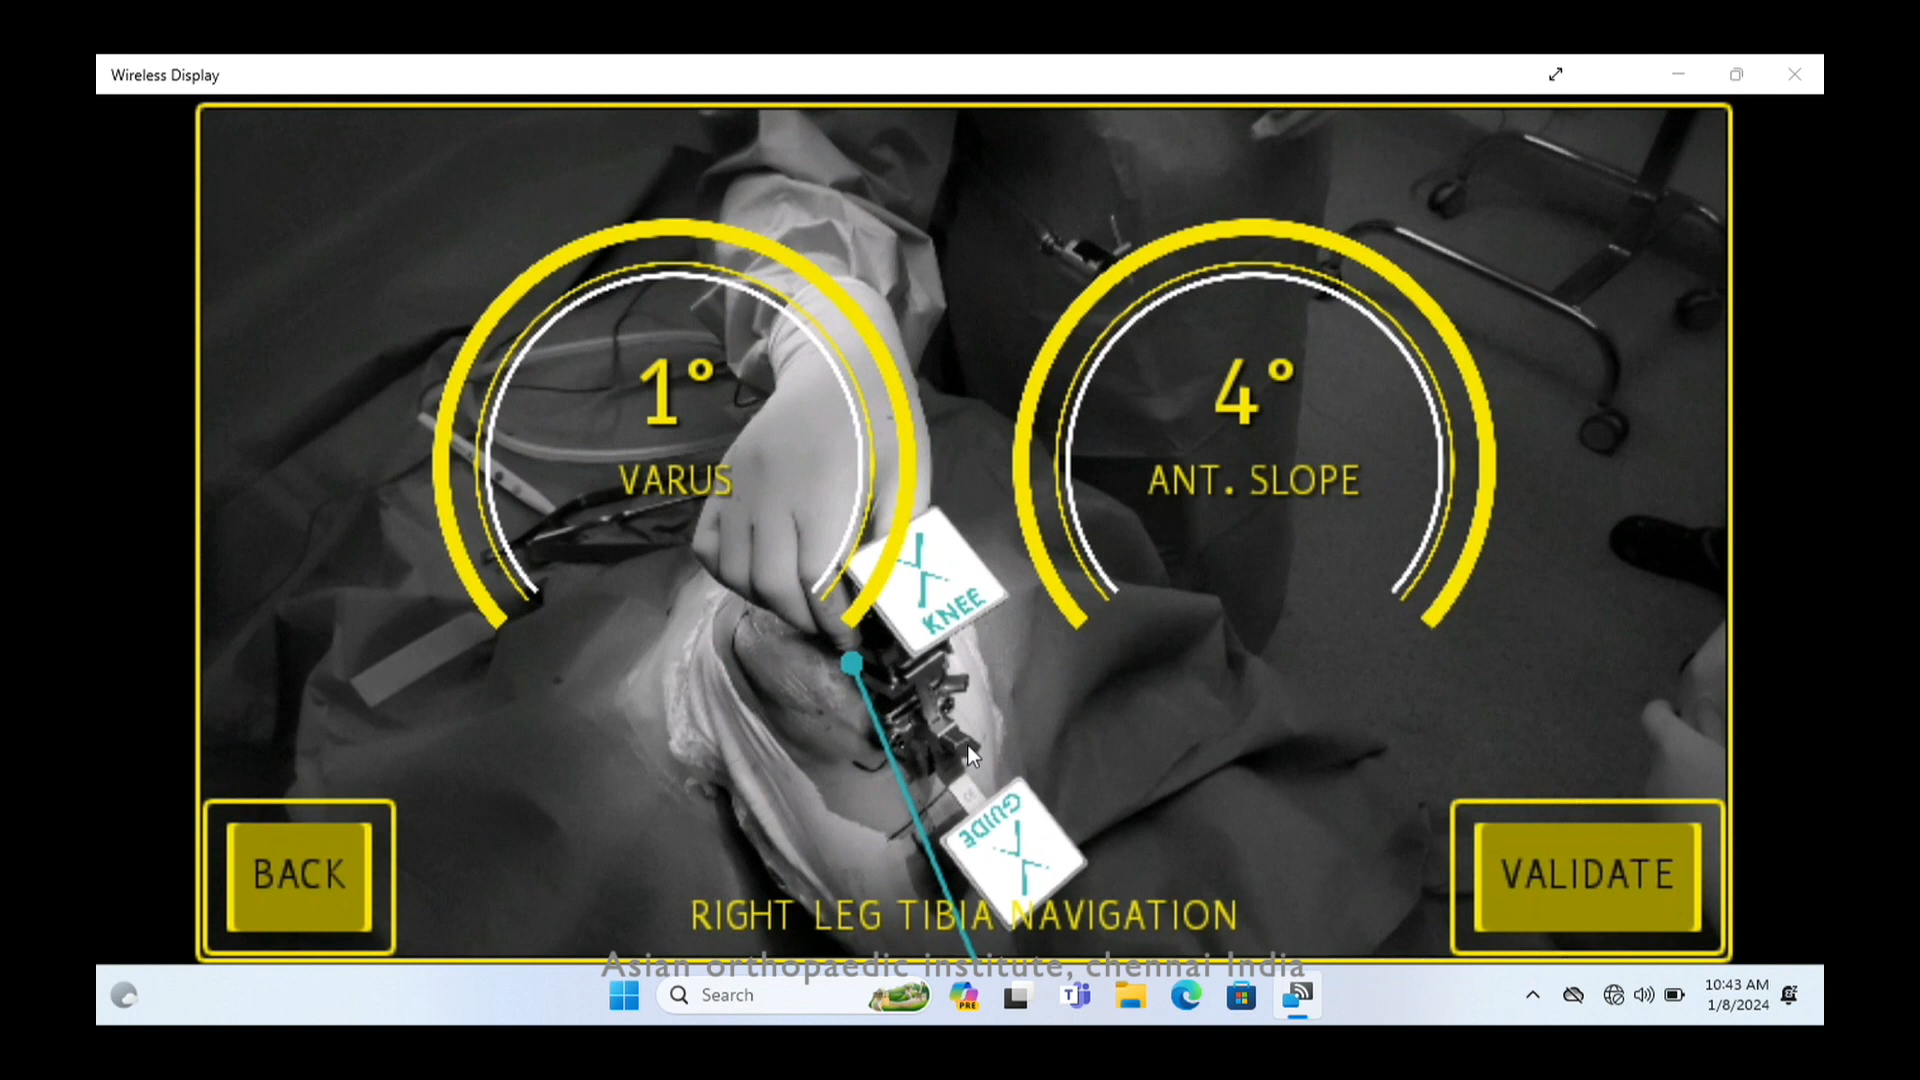 Wireless Display
1°
VARUS
4°
ANT. SLOPE
KNEE
GUIDE
BACK
VALIDATE
RIGHT LEG TIBIA NAVIGATION
Asian orthopaedic institute, chennai India
Search
PRE
10:43 AM
1/8/2024